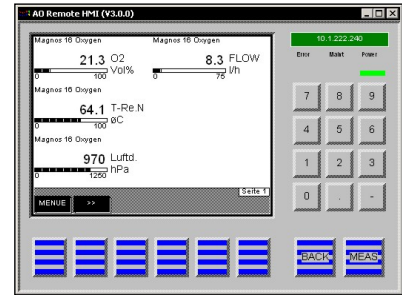 AO Remote HMI (V3.0.0)
10.1.222.240
Error Maint Power
Magnos 16 Oxygen
21.3 O2
Vol%
0 100
Magnos 16 Oxygen
8.3 FLOW
l/h
0 75
Magnos 16 Oxygen
64.1 T-Re.N
øC
0 100
Magnos 16 Oxygen
970 Luftd.
hPa
0 1250
Seite 1
MENUE >>
7 8 9
4 5 6
1 2 3
0 . -
BACK MEAS